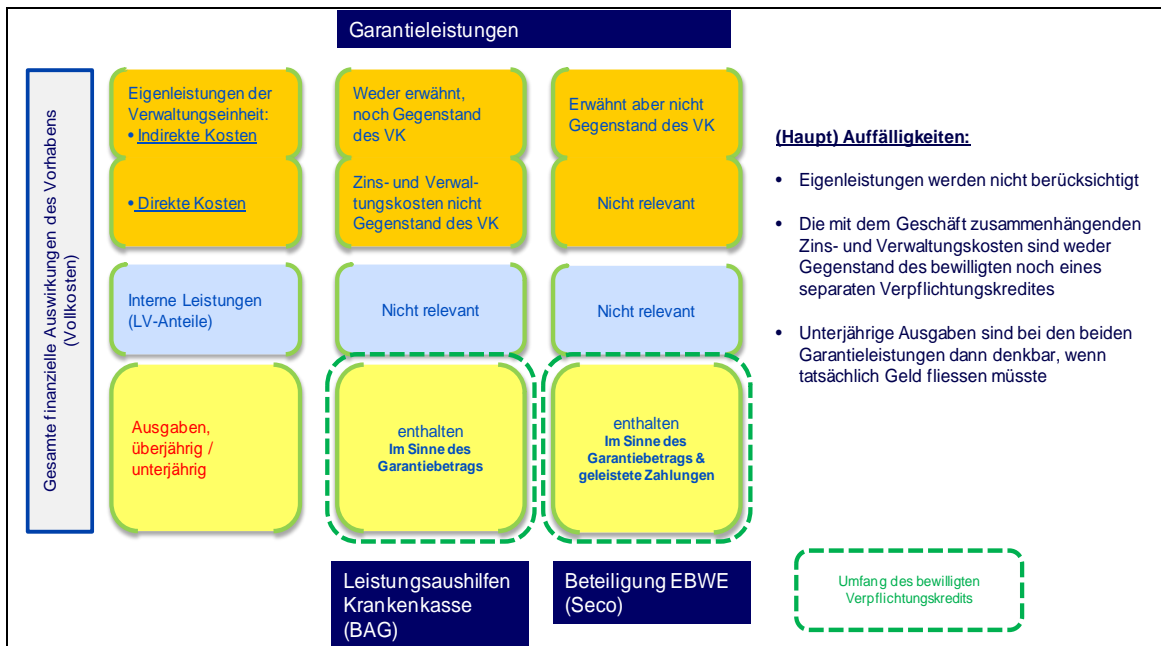 Garantieleistungen
Gesamte finanzielle Auswirkungen des Vorhabens
(Vollkosten)
Eigenleistungen der
Verwaltungseinheit:
• Indirekte Kosten
Weder erwähnt,
noch Gegenstand
des VK
Erwähnt aber nicht
Gegenstand des VK
• Direkte Kosten
Zins- und Verwal-
tungskosten nicht
Gegenstand des VK
Nicht relevant
Interne Leistungen
(LV-Anteile)
Nicht relevant
Nicht relevant
Ausgaben,
überjährig /
unterjährig
enthalten
Im Sinne des
Garantiebetrags
enthalten
Im Sinne des
Garantiebetrags &
geleistete Zahlungen
Leistungsaushilfen
Krankenkasse
(BAG)
Beteiligung EBWE
(Seco)
(Haupt) Auffälligkeiten:
• Eigenleistungen werden nicht berücksichtigt
• Die mit dem Geschäft zusammenhängenden
Zins- und Verwaltungskosten sind weder
Gegenstand des bewilligten noch eines
separaten Verpflichtungskredites
• Unterjährige Ausgaben sind bei den beiden
Garantieleistungen dann denkbar, wenn
tatsächlich Geld fliessen müsste
Umfang des bewilligten
Verpflichtungskredits